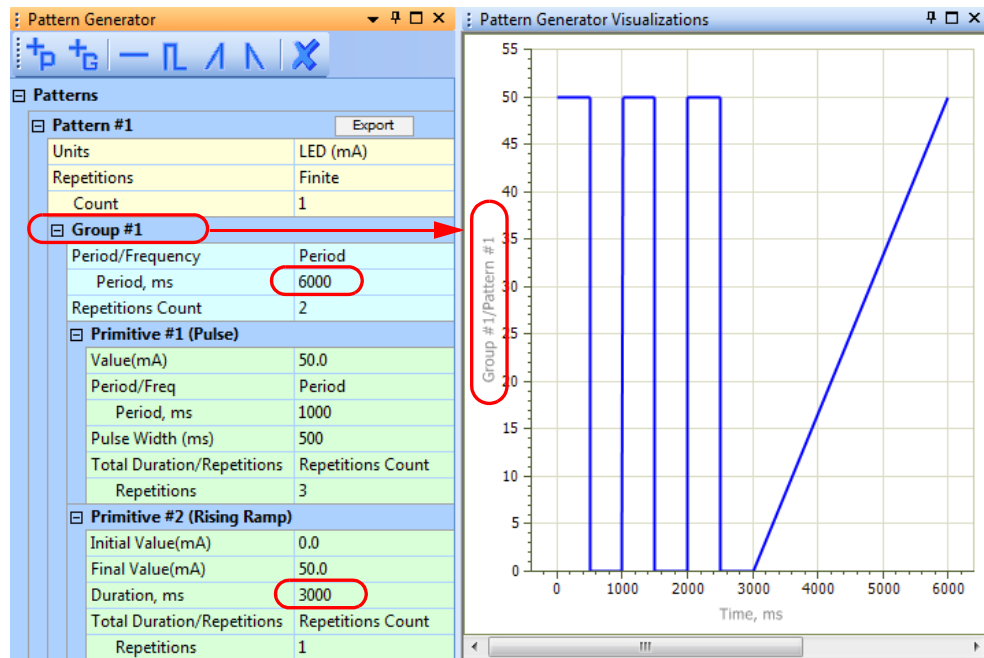 Pattern Generator
P
G
Patterns
Pattern #1 Export
Units LED (mA)
Repetitions Finite
Count 1
Group #1
Period/Frequency Period
Period, ms 6000
Repetitions Count 2
Primitive #1 (Pulse)
Value(mA) 50.0
Period/Freq Period
Period, ms 1000
Pulse Width (ms) 500
Total Duration/Repetitions Repetitions Count
Repetitions 3
Primitive #2 (Rising Ramp)
Initial Value(mA) 0.0
Final Value(mA) 50.0
Duration, ms 3000
Total Duration/Repetitions Repetitions Count
Repetitions 1
Pattern Generator Visualizations
55
50
45
40
35
30
25
20
15
10
5
0
Group #1/Pattern #1
0 1000 2000 3000 4000 5000 6000
Time, ms